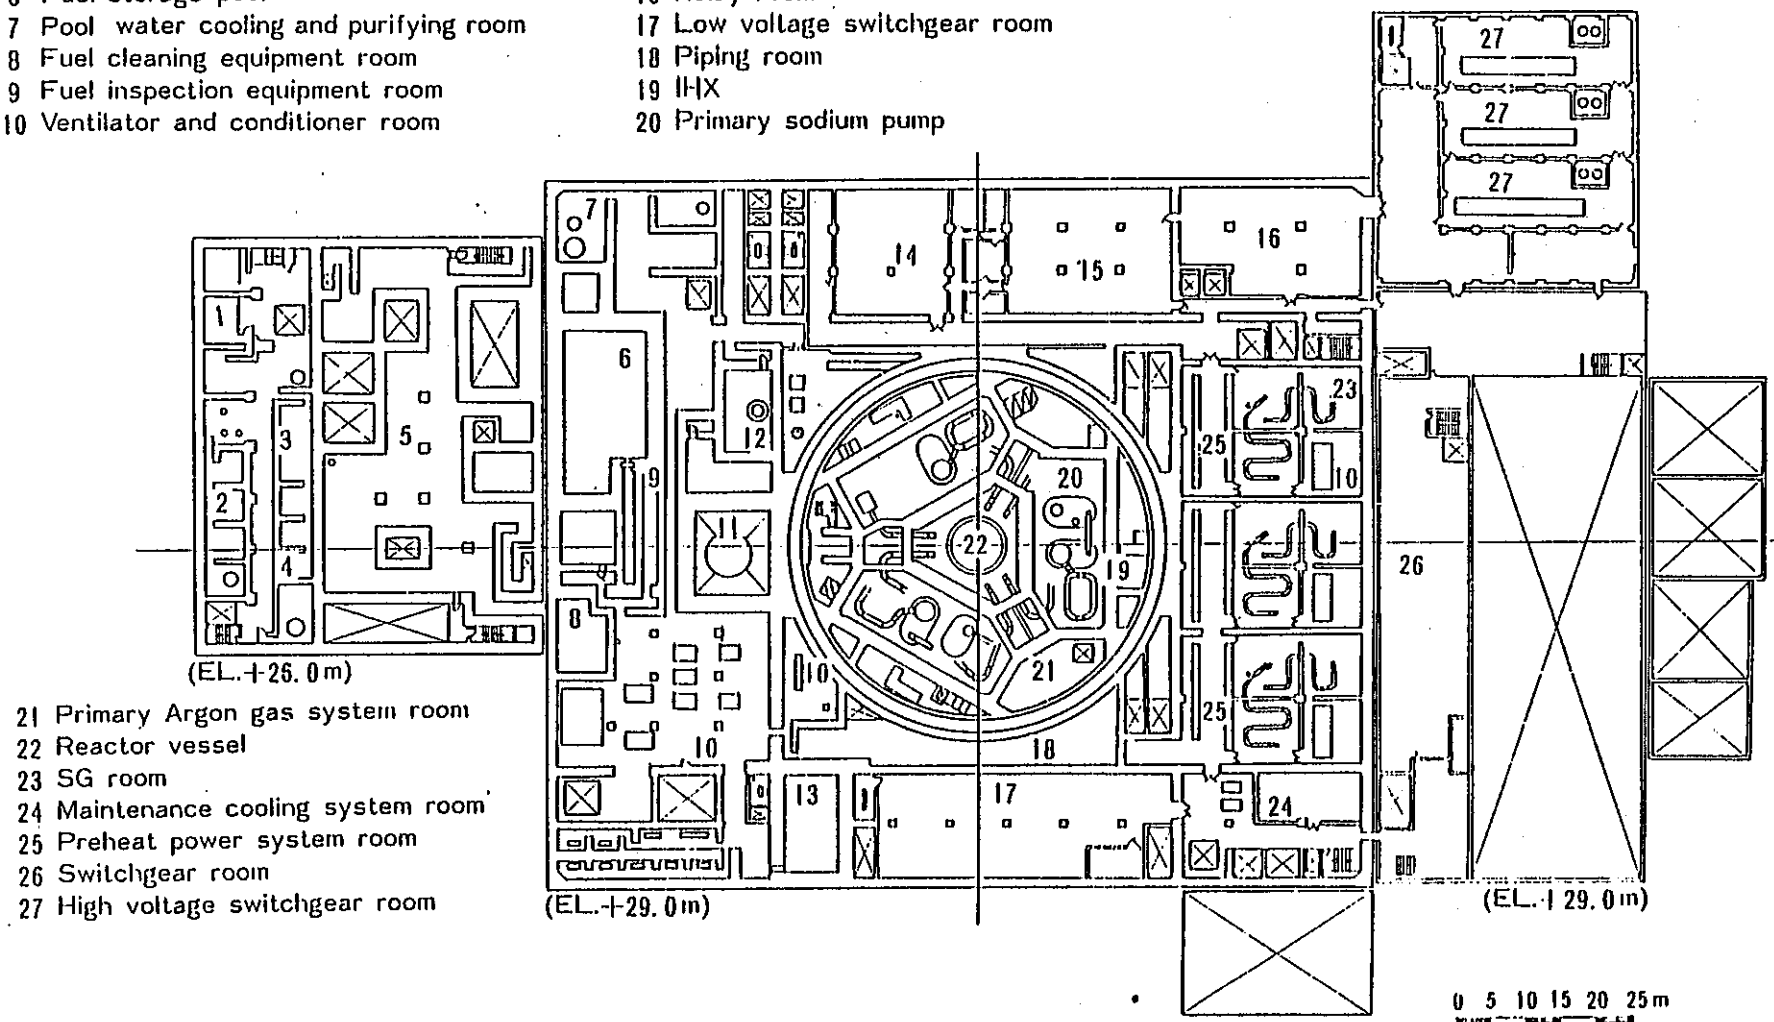 7 Pool water cooling and purifying room
8 Fuel cleaning equipment room
9 Fuel inspection equipment room
10 Ventilator and conditioner room
17 Low voltage switchgear room
18 Piping room
19 IHX
20 Primary sodium pump
27
27
27
7
14
15
16
1
6
23
3
5
12
25
20
10
2
9
22
4
19
26
8
(EL.+26.0m)
10
21
25
21 Primary Argon gas system room
22 Reactor vessel
23 SG room
24 Maintenance cooling system room
25 Preheat power system room
26 Switchgear room
27 High voltage switchgear room
10
18
13
17
24
(EL.+29.0m)
(EL.+29.0m)
0 5 10 15 20 25m